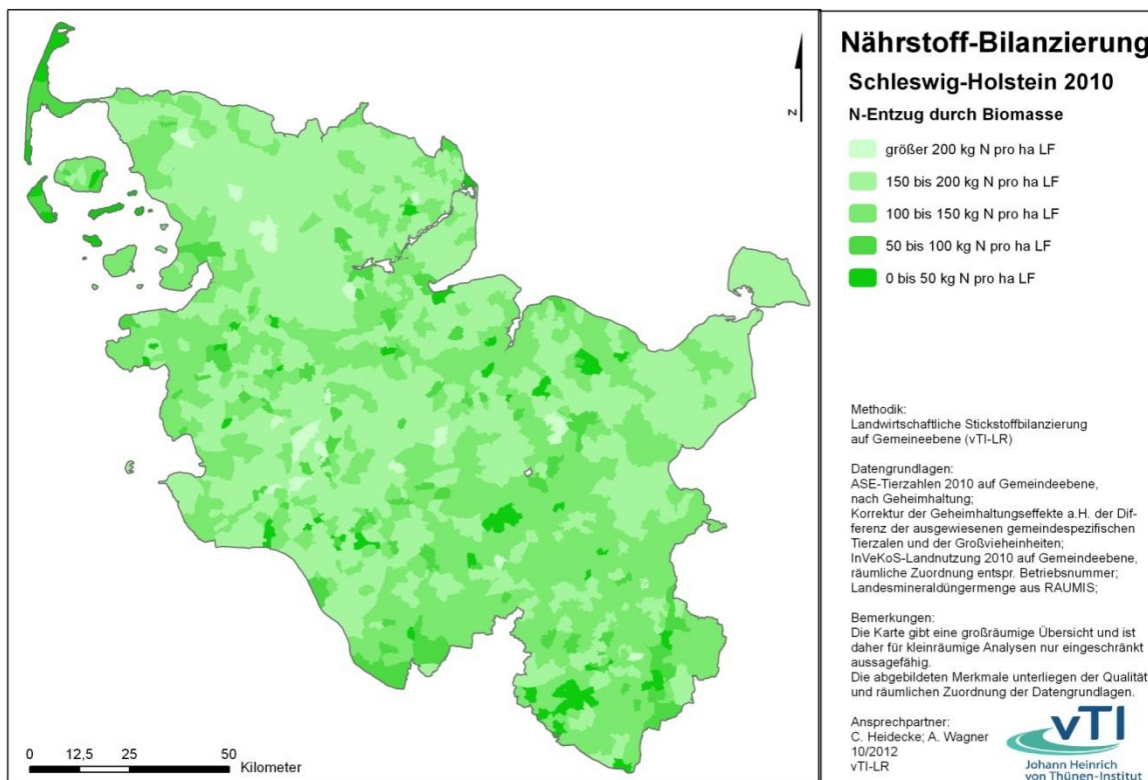 Nährstoff-Bilanzierung
Schleswig-Holstein 2010
N-Entzug durch Biomasse
größer 200 kg N pro ha LF
150 bis 200 kg N pro ha LF
100 bis 150 kg N pro ha LF
50 bis 100 kg N pro ha LF
0 bis 50 kg N pro ha LF
N
Methodik:
Landwirtschaftliche Stickstoffbilanzierung
auf Gemeineebene (vTI-LR)
Datengrundlagen:
ASE-Tierzahlen 2010 auf Gemeindeebene,
nach Geheimhaltung;
Korrektur der Geheimhaltungseffekte a.H. der Dif-
ferenz der ausgewiesenen gemeindespezifischen
Tierzalen und der Großvieheinheiten;
InVeKoS-Landnutzung 2010 auf Gemeindeebene,
räumliche Zuordnung entspr. Betriebsnummer;
Landesmineraldüngermenge aus RAUMIS;
Bemerkungen:
Die Karte gibt eine großräumige Übersicht und ist
daher für kleinräumige Analysen nur eingeschränkt
aussagefähig.
Die abgebildeten Merkmale unterliegen der Qualität
und räumlichen Zuordnung der Datengrundlagen.
Ansprechpartner:
C. Heidecke; A. Wagner
10/2012
vTI-LR
vTI
Johann Heinrich
von Thünen-Institut
0 12,5 25 50
Kilometer